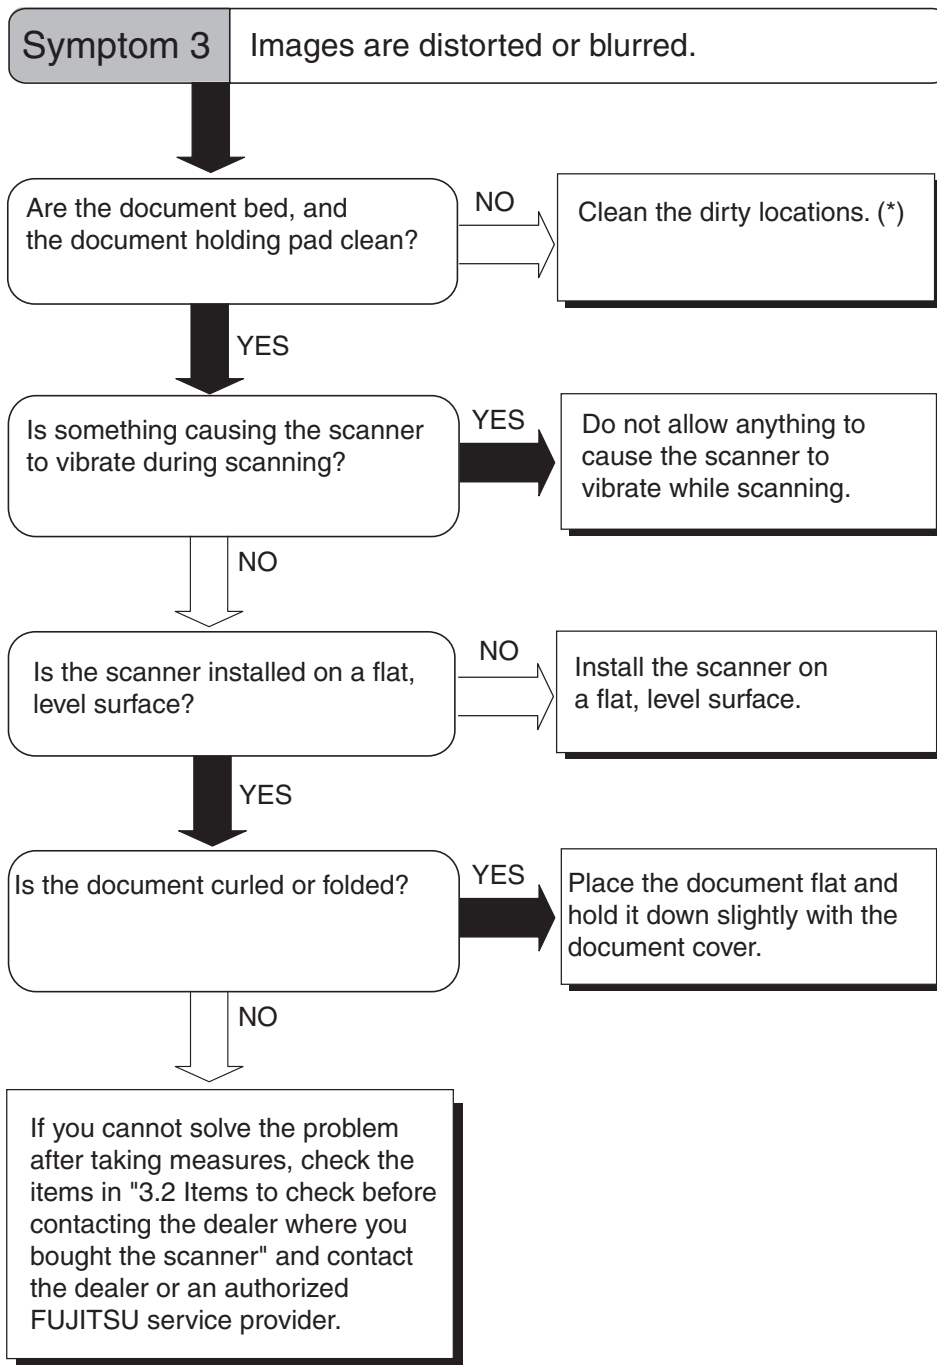 Symptom 3
Images are distorted or blurred.
Are the document bed, and
the document holding pad clean?
NO
Clean the dirty locations. (*)
YES
Is something causing the scanner
to vibrate during scanning?
YES
Do not allow anything to
cause the scanner to
vibrate while scanning.
NO
Is the scanner installed on a flat,
level surface?
NO
Install the scanner on
a flat, level surface.
YES
Is the document curled or folded?
YES
Place the document flat and
hold it down slightly with the
document cover.
NO
If you cannot solve the problem
after taking measures, check the
items in "3.2 Items to check before
contacting the dealer where you
bought the scanner" and contact
the dealer or an authorized
FUJITSU service provider.